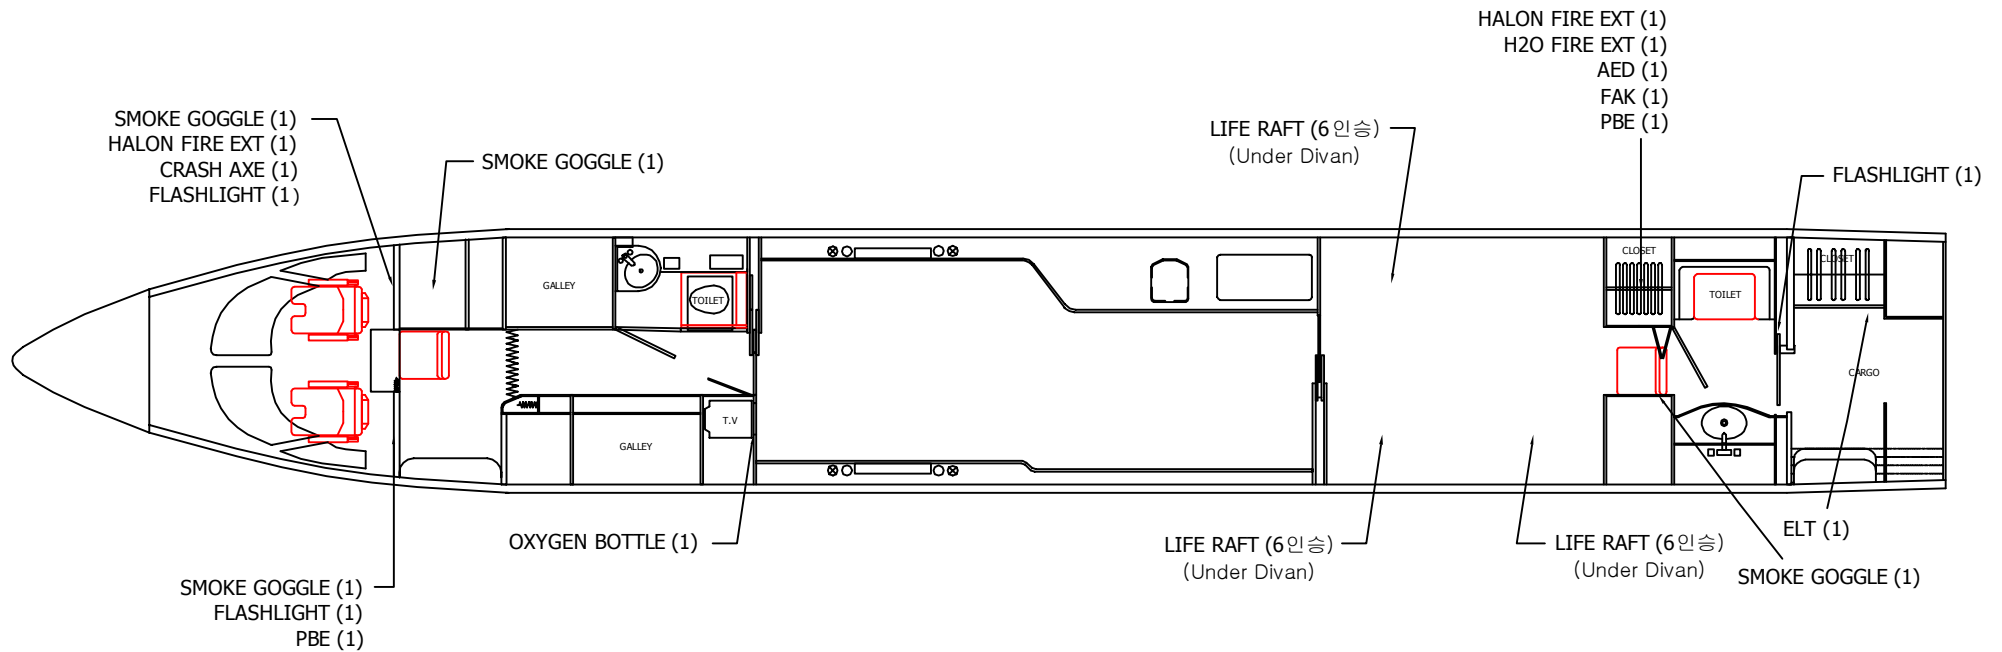 HALON FIRE EXT (1)
H2O FIRE EXT (1)
AED (1)
FAK (1)
PBE (1)
SMOKE GOGGLE (1)
HALON FIRE EXT (1)
CRASH AXE (1)
FLASHLIGHT (1)
SMOKE GOGGLE (1)
LIFE RAFT (6인승)
(Under Divan)
FLASHLIGHT (1)
GALLEY
TOILET
CLOSET
TOILET
CLOSET
CARGO
T.V
GALLEY
OXYGEN BOTTLE (1)
LIFE RAFT (6인승)
(Under Divan)
LIFE RAFT (6인승)
(Under Divan)
ELT (1)
SMOKE GOGGLE (1)
SMOKE GOGGLE (1)
FLASHLIGHT (1)
PBE (1)